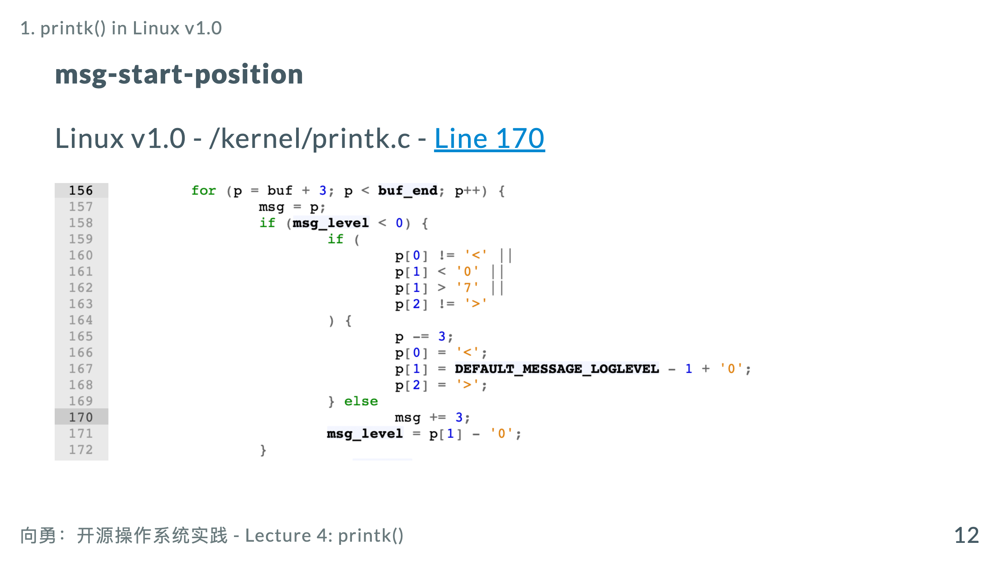 1. printk() in Linux v1.0
msg-start-position
Linux v1.0 - /kernel/printk.c - Line 170
156 for (p = buf + 3; p < buf_end; p++) {
157 msg = p;
158 if (msg_level < 0) {
159 if (
160 p[0] != '<' ||
161 p[1] < '0' ||
162 p[1] > '7' ||
163 p[2] != '>'
164 ) {
165 p -= 3;
166 p[0] = '<';
167 p[1] = DEFAULT_MESSAGE_LOGLEVEL - 1 + '0';
168 p[2] = '>';
169 } else
170 msg += 3;
171 msg_level = p[1] - '0';
172 }
向勇：开源操作系统实践 - Lecture 4: printk()
12